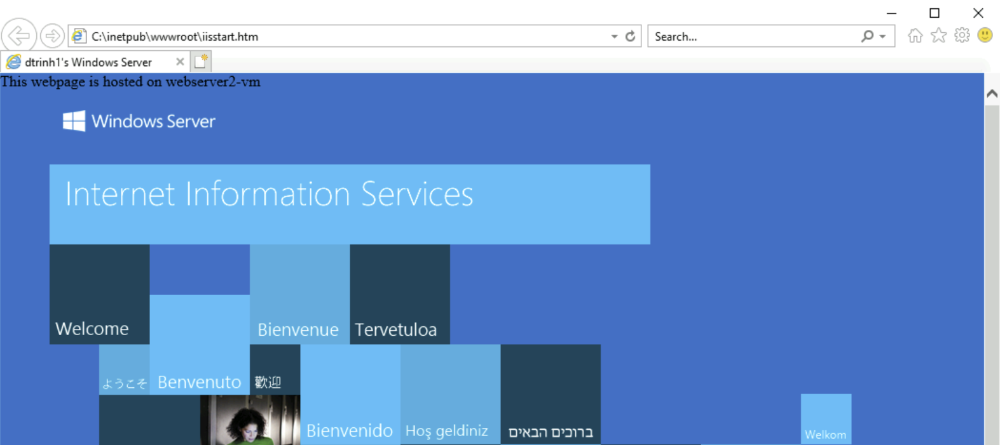 C:\inetpub\wwwroot\iisstart.htm
Search...
dtrinh1's Windows Server
This webpage is hosted on webserver2-vm
Windows Server
Internet Information Services
Welcome
Bienvenue
Tervetuloa
ようこそ
Benvenuto
歡迎
Bienvenido
Hoş geldiniz
ברוכים הבאים
Welkom